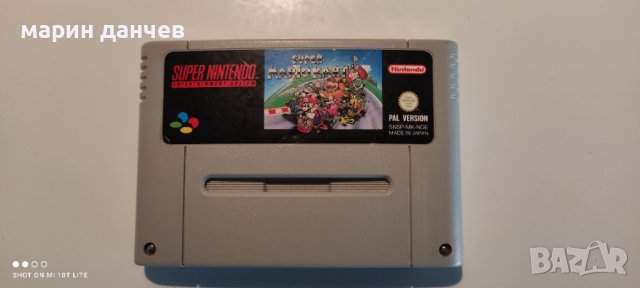 марин данчев
SUPER NINTENDO
ENTERTAINMENT SYSTEM
SUPER
MARIO KART
Nintendo
PAL VERSION
SNSP-MK-NOE
MADE IN JAPAN
SHOT ON MI 10T LITE
BAZAR